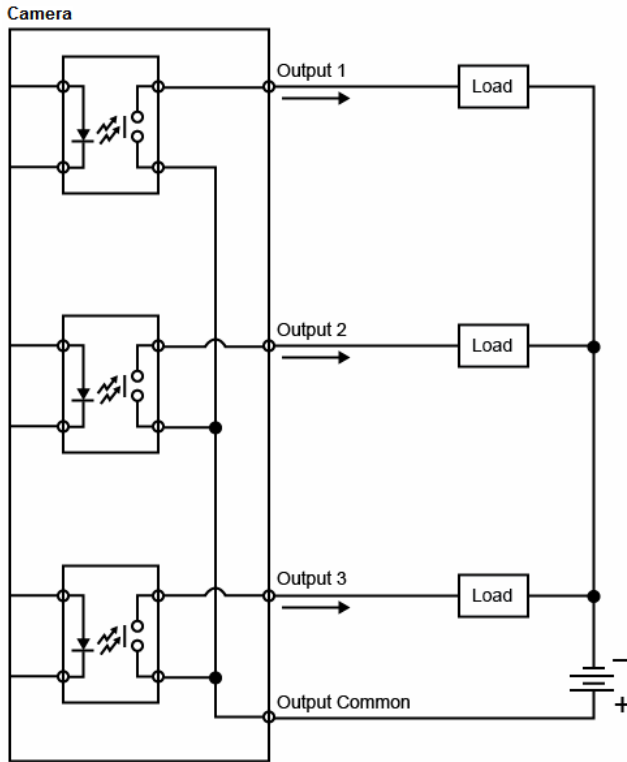 Camera
Output 1
Load
Output 2
Load
Output 3
Load
−
Output Common
+